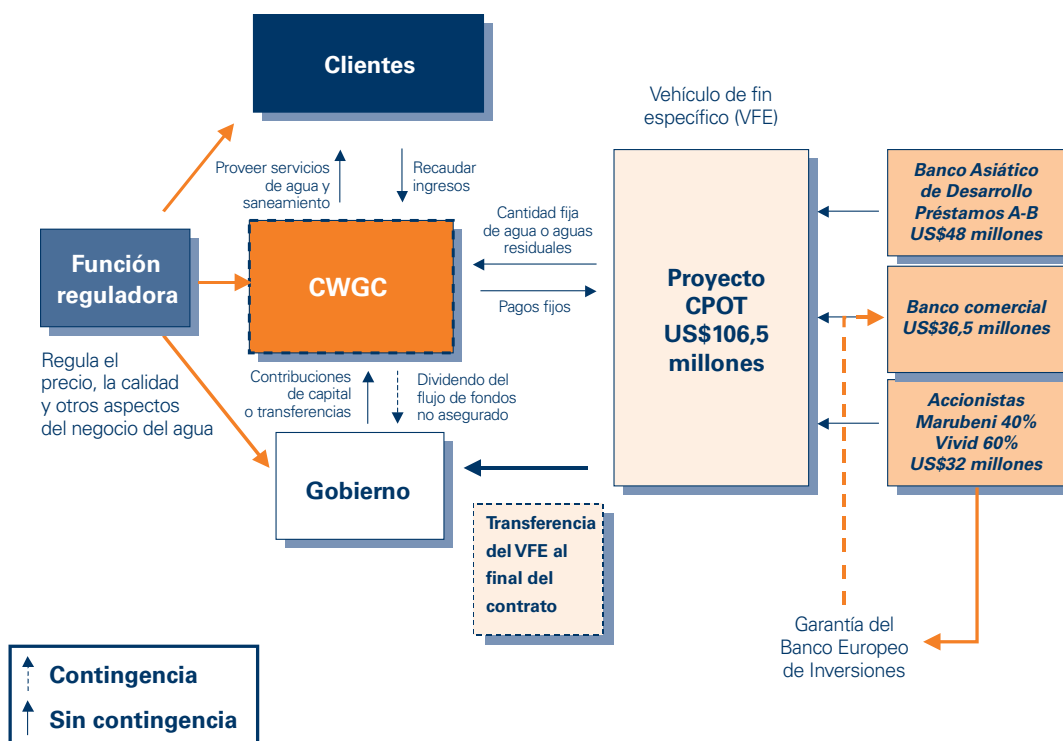 Clientes
Vehículo de fin
específico (VFE)
Proveer servicios
de agua y
saneamiento
Recaudar
ingresos
Cantidad fija
de agua o aguas
residuales
Banco Asiático
de Desarrollo
Préstamos A-B
US$48 millones
Función
reguladora
CWGC
Pagos fijos
Proyecto
CPOT
US$106,5
millones
Banco comercial
US$36,5 millones
Regula el
precio, la calidad
y otros aspectos
del negocio del agua
Contribuciones
de capital
o transferencias
Dividendo del
flujo de fondos
no asegurado
Accionistas
Marubeni 40%
Vivid 60%
US$32 millones
Gobierno
Transferencia
del VFE al
final del
contrato
Garantía del
Banco Europeo
de Inversiones
Contingencia
Sin contingencia